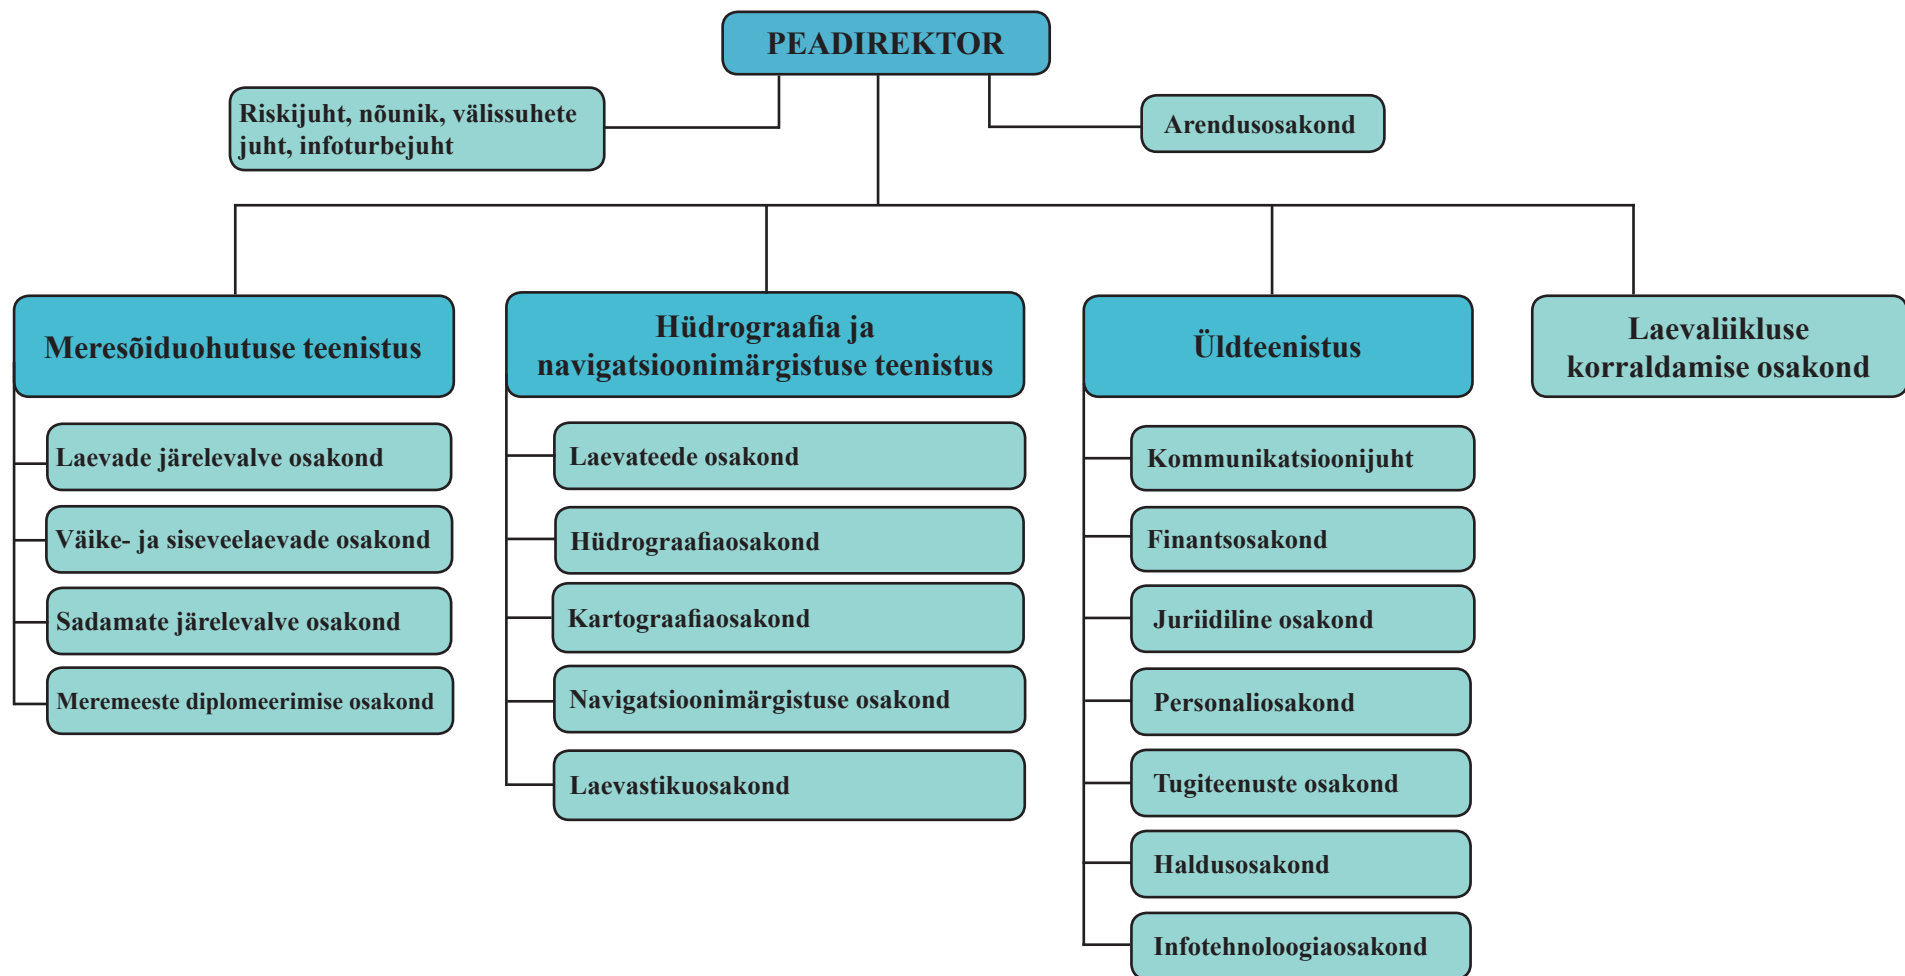 PEADIREKTOR
Riskijuht, nõunik, välissuhete
juht, infoturbejuht
Arendusosakond
Meresõiduohutuse teenistus
Laevade järelevalve osakond
Väike- ja siseveelaevade osakond
Sadamate järelevalve osakond
Meremeeste diplomeerimise osakond
Hüdrograafia ja
navigatsioonimärgistuse teenistus
Laevateede osakond
Hüdrograafiaosakond
Kartograafiaosakond
Navigatsioonimärgistuse osakond
Laevastikuosakond
Üldteenistus
Kommunikatsioonijuht
Finantsosakond
Juriidiline osakond
Personaliosakond
Tugiteenuste osakond
Haldusosakond
Infotehnoloogiaosakond
Laevaliikluse
korraldamise osakond